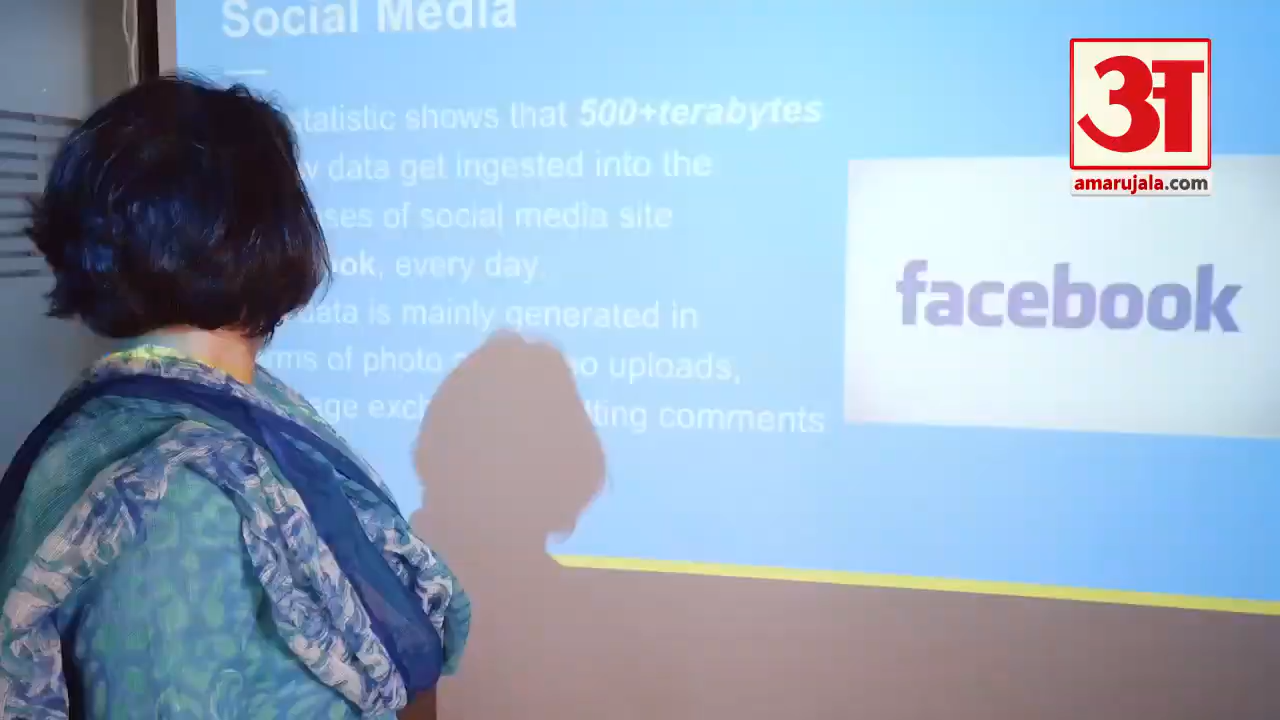 Social Media
statistic shows that 500+terabytes
data get ingested into the
of social media site
every day.
data is mainly generated in
of photo uploads,
comments
facebook
अ
amarujala.com